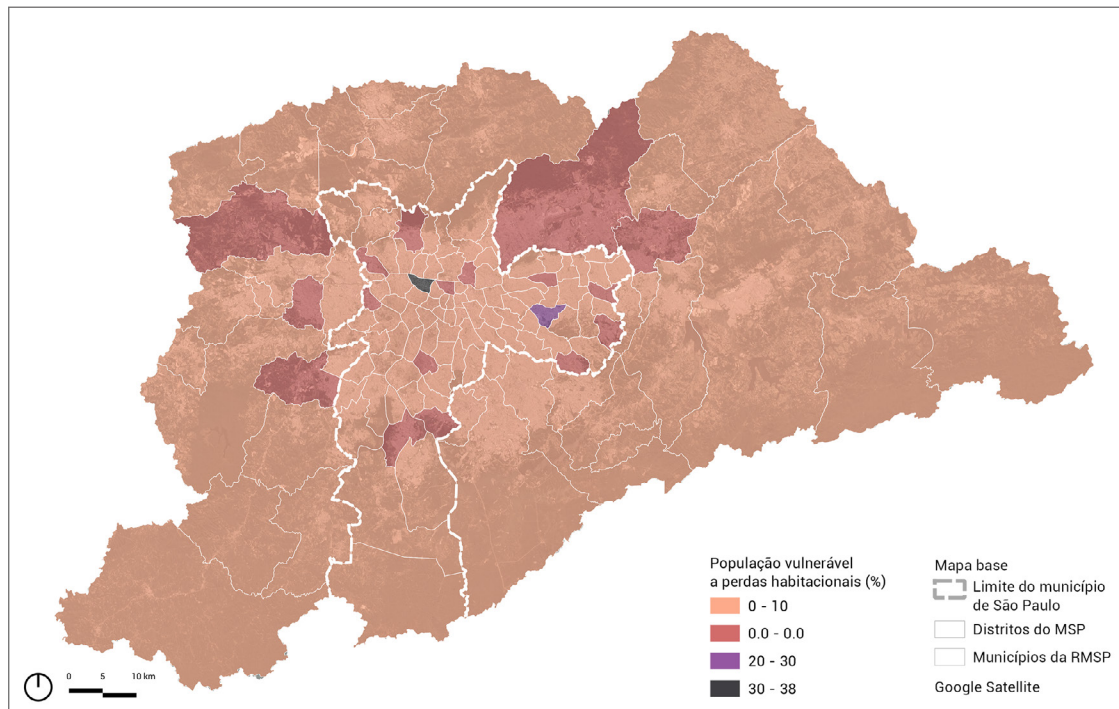 População vulnerável
a perdas habitacionais (%)
0 - 10
0.0 - 0.0
20 - 30
30 - 38
Mapa base
Limite do município
de São Paulo
Distritos do MSP
Municípios da RMSP
Google Satellite
0 5 10 km